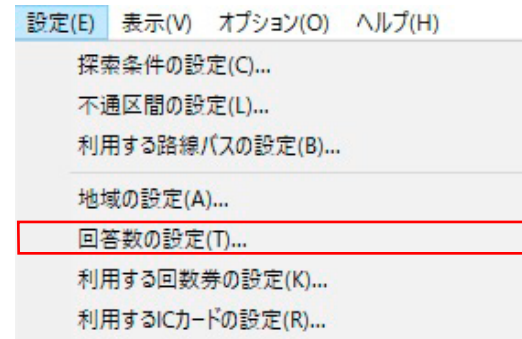 設定(E) 表示(V) オプション(O) ヘルプ(H)
探索条件の設定(C)...
不通区間の設定(L)...
利用する路線バスの設定(B)...
地域の設定(A)...
回答数の設定(T)...
利用する回数券の設定(K)...
利用するICカードの設定(R)...